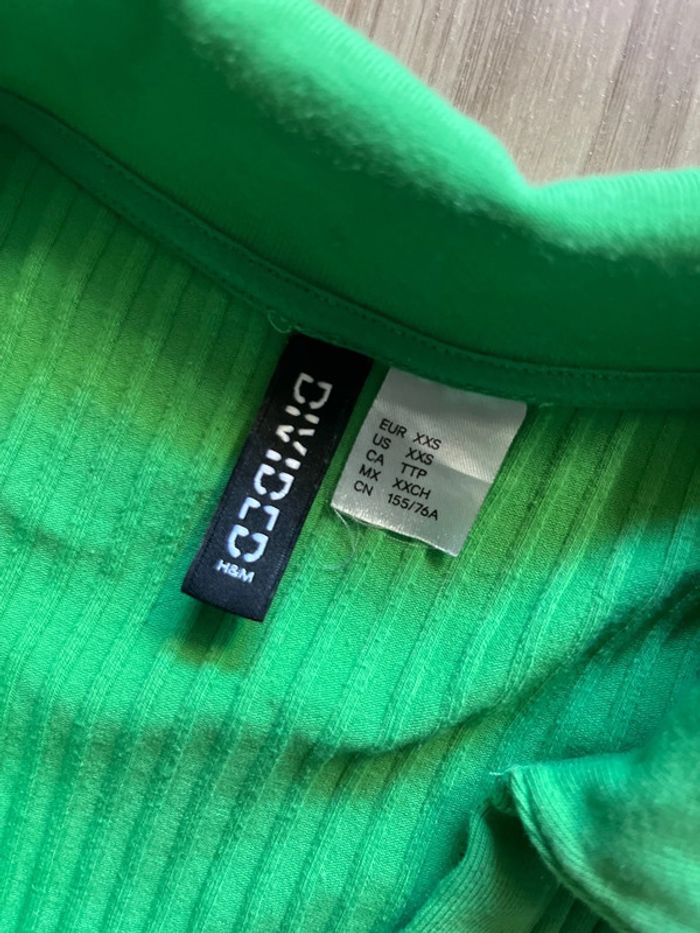 DIVIDED
H&M
EUR XXS
US XXS
CA TTP
MX XXCH
CN 155/76A